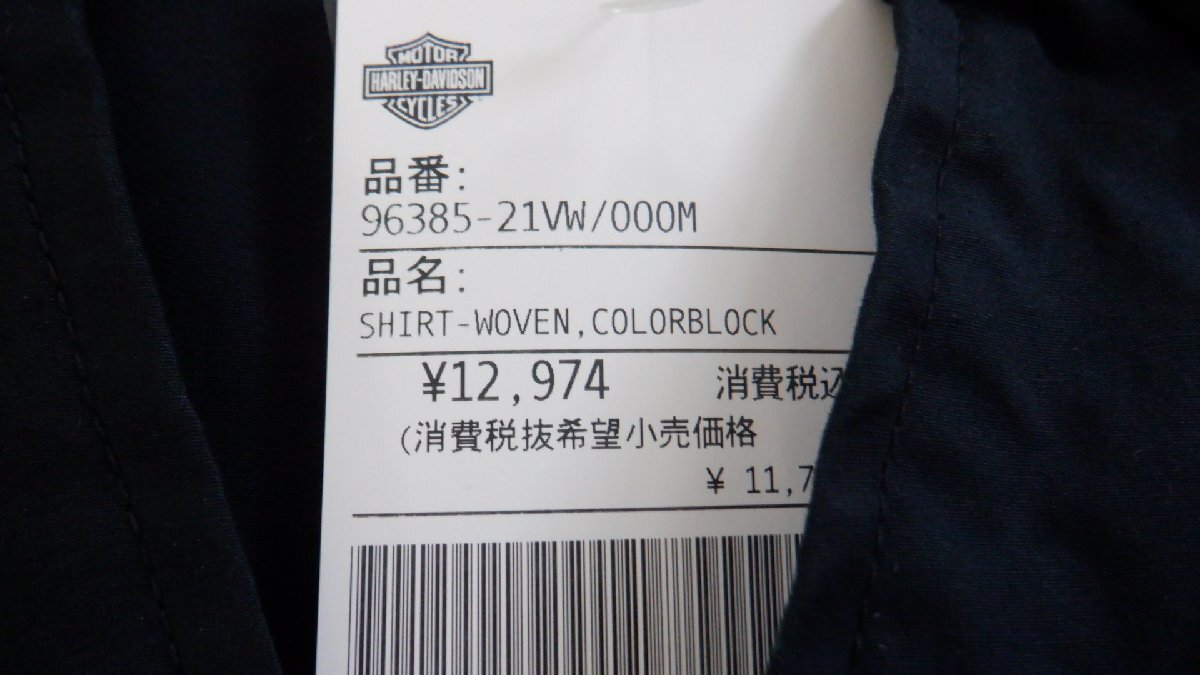 MOTOR
HARLEY-DAVIDSON
CYCLES
品番:
96385-21VW/000M
品名:
SHIRT-WOVEN,COLORBLOCK
¥12,974 消費税込
(消費税抜希望小売価格
¥ 11,7